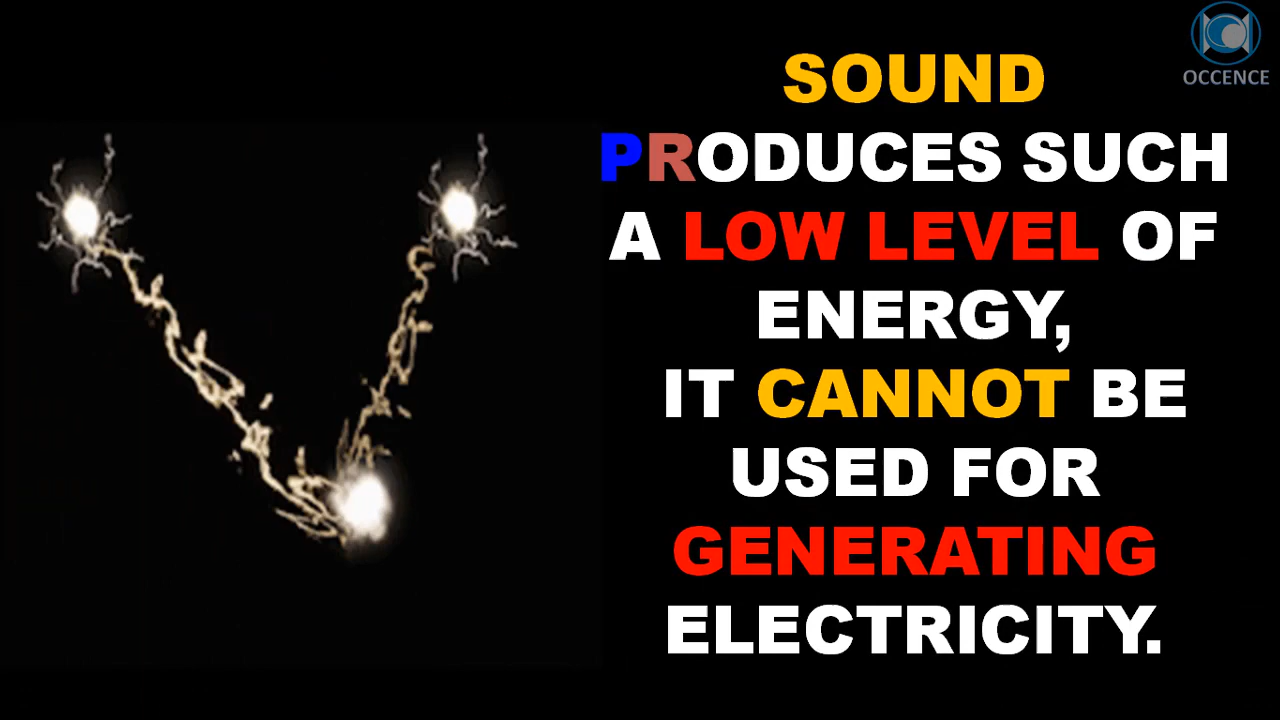 OCCENCE
SOUND
PRODUCES SUCH
A LOW LEVEL OF
ENERGY,
IT CANNOT BE
USED FOR
GENERATING
ELECTRICITY.